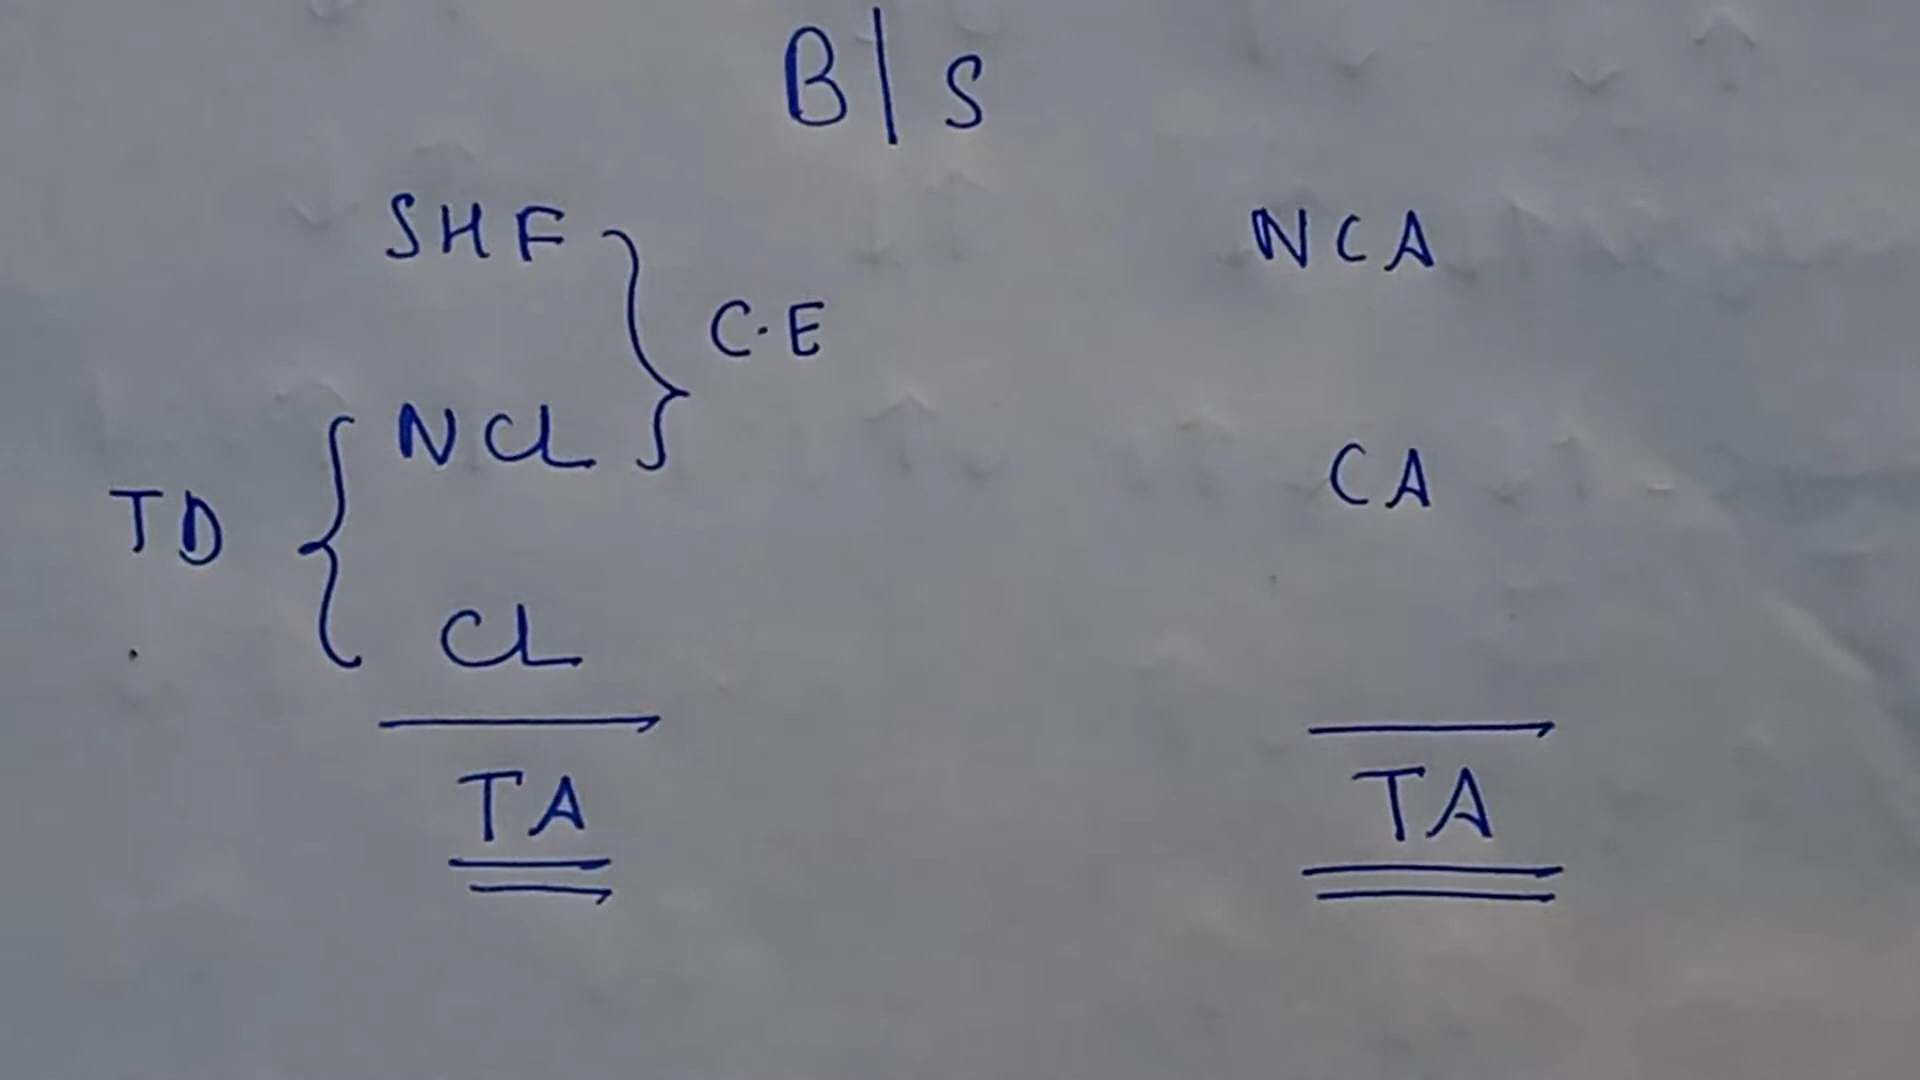 B|S
SHF NCA
C.E
NCL CA
TD
CL
TA TA